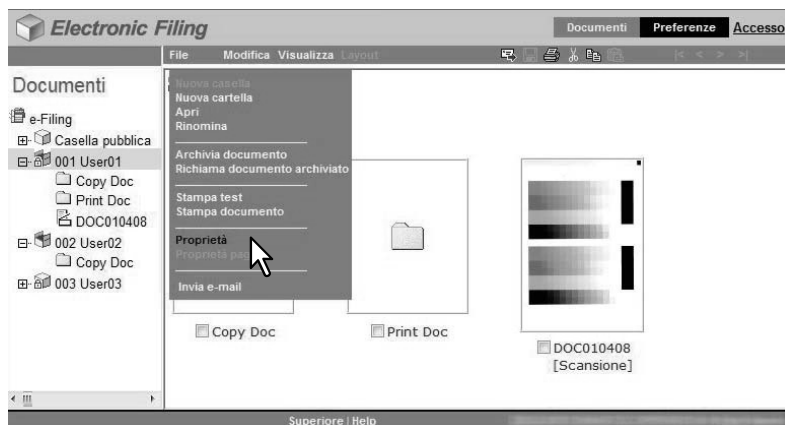 Electronic Filing
Documenti Preferenze Accesso
File Modifica Visualizza Layout
Documenti
e-Filing
Casella pubblica
001 User01
Copy Doc
Print Doc
DOC010408
002 User02
Copy Doc
003 User03
Nuova casella
Nuova cartella
Apri
Rinomina
Archivia documento
Richiama documento archiviato
Stampa test
Stampa documento
Proprietà
Proprietà
Invia e-mail
Copy Doc
Print Doc
DOC010408
[Scansione]
Superiore | Help